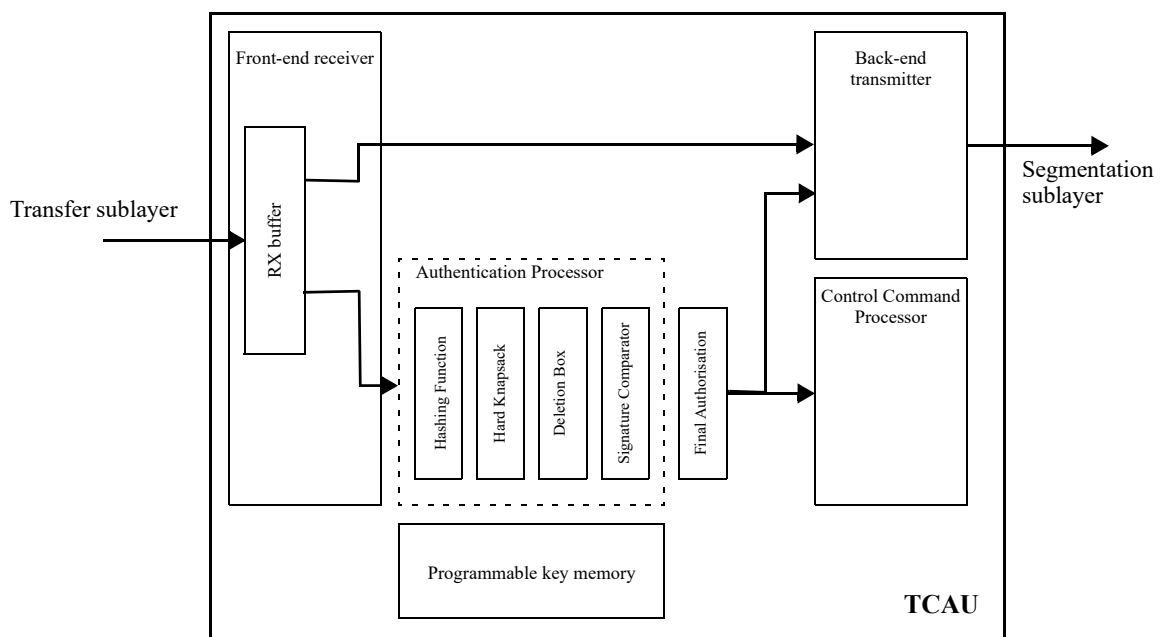 Front-end receiver
Back-end
transmitter
Transfer sublayer
RX buffer
Segmentation
sublayer
Authentication Processor
Hashing Function
Hard Knapsack
Deletion Box
Signature Comparator
Final Authorisation
Control Command
Processor
Programmable key memory
TCAU